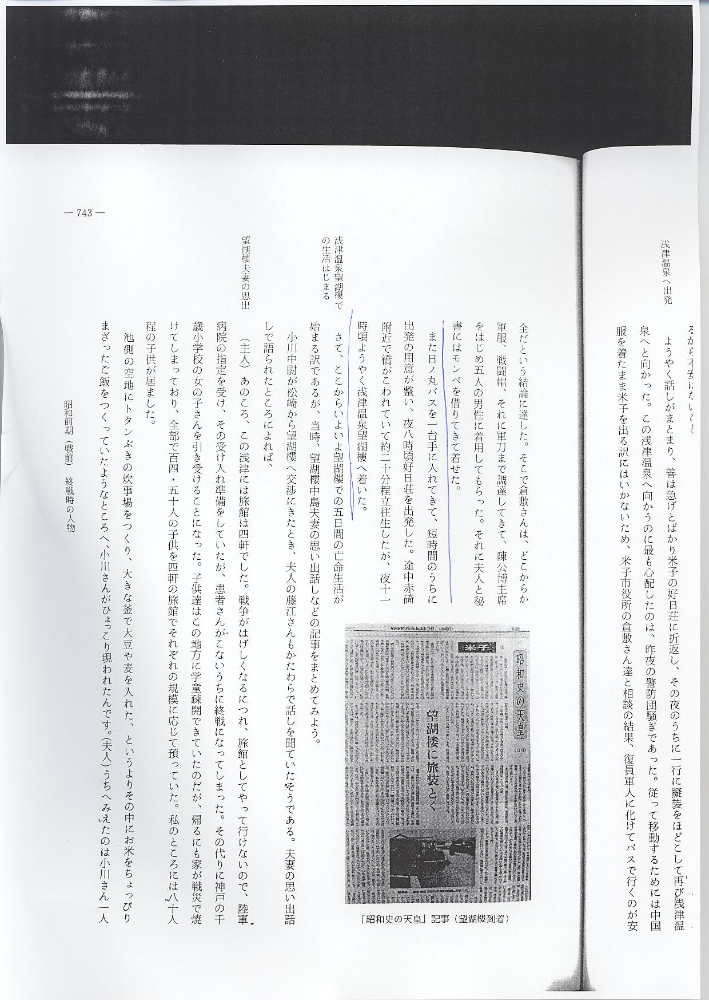 浅津温泉へ出発
ようやく話しがまとまり、善は急げとばかり米子の好日荘に折返し、その夜のうちに一行に擬装をほどこして再び浅津温
泉へと向かった。この浅津温泉へ向かうのに最も心配したのは、昨夜の警防団騒ぎであった。従って移動するためには中国
服を着たまま米子を出る訳にはいかないため、米子市役所の倉敷さん達と相談の結果、復員軍人に化けてバスで行くのが安
全だという結論に達した。そこで倉敷さんは、どこからか
軍服、戦闘帽、それに軍刀まで調達してきて、陳公博主席
をはじめ五人の男性に着用してもらった。それに夫人と秘
書にはモンペを借りてきて着せた。
また日ノ丸バスを一台手に入れてきて、短時間のうちに
出発の用意が整い、夜八時頃好日荘を出発した。途中赤碕
附近で橋がこわれていて約二十分程立往生したが、夜十一
時頃ようやく浅津温泉望湖樓へ着いた。
昭和史の天皇
(1316)
米子
望湖楼に旅装とく
「昭和史の天皇」記事（望湖樓到着）
浅津温泉望湖樓で
の生活はじまる
さて、ここからいよいよ望湖樓での五日間の亡命生活が
始まる訳であるが、当時、望湖樓中島夫妻の思い出話しなどの記事をまとめてみよう。
小川中尉が松崎から望湖樓へ交渉にきたとき、夫人の藤江さんもかたわらで話しを聞ていたそうである。夫妻の思い出話
しで語られたところによれば、
望湖樓夫妻の思出
（主人）あのころ、この浅津には旅館は四軒でした。戦争がはげしくなるにつれ、旅館としてやって行けないので、陸軍
病院の指定を受け、その受け入れ準備をしていたが、患者さんがこないうちに終戦になってしまった。その代りに神戸の千
歳小学校の女の子さんを引き受けることになった。子供達はこの地方に学童疎開できていたのだが、帰るにも家が戦災で焼
けてしまっており、全部で百四・五十人の子供を四軒の旅館でそれぞれの規模に応じて預っていた。私のところには八十人
程の子供が居ました。
池側の空地にトタンぶきの炊事場をつくり、大きな釜で大豆や麦を入れた、というよりその中にお米をちょっぴり
まざったご飯をつくっていたようなところへ、小川さんがひょっこり現われたんです。（夫人）うちへみえたのは小川さん一人
昭和前期（戦前）　終戦時の人物
— 743 —